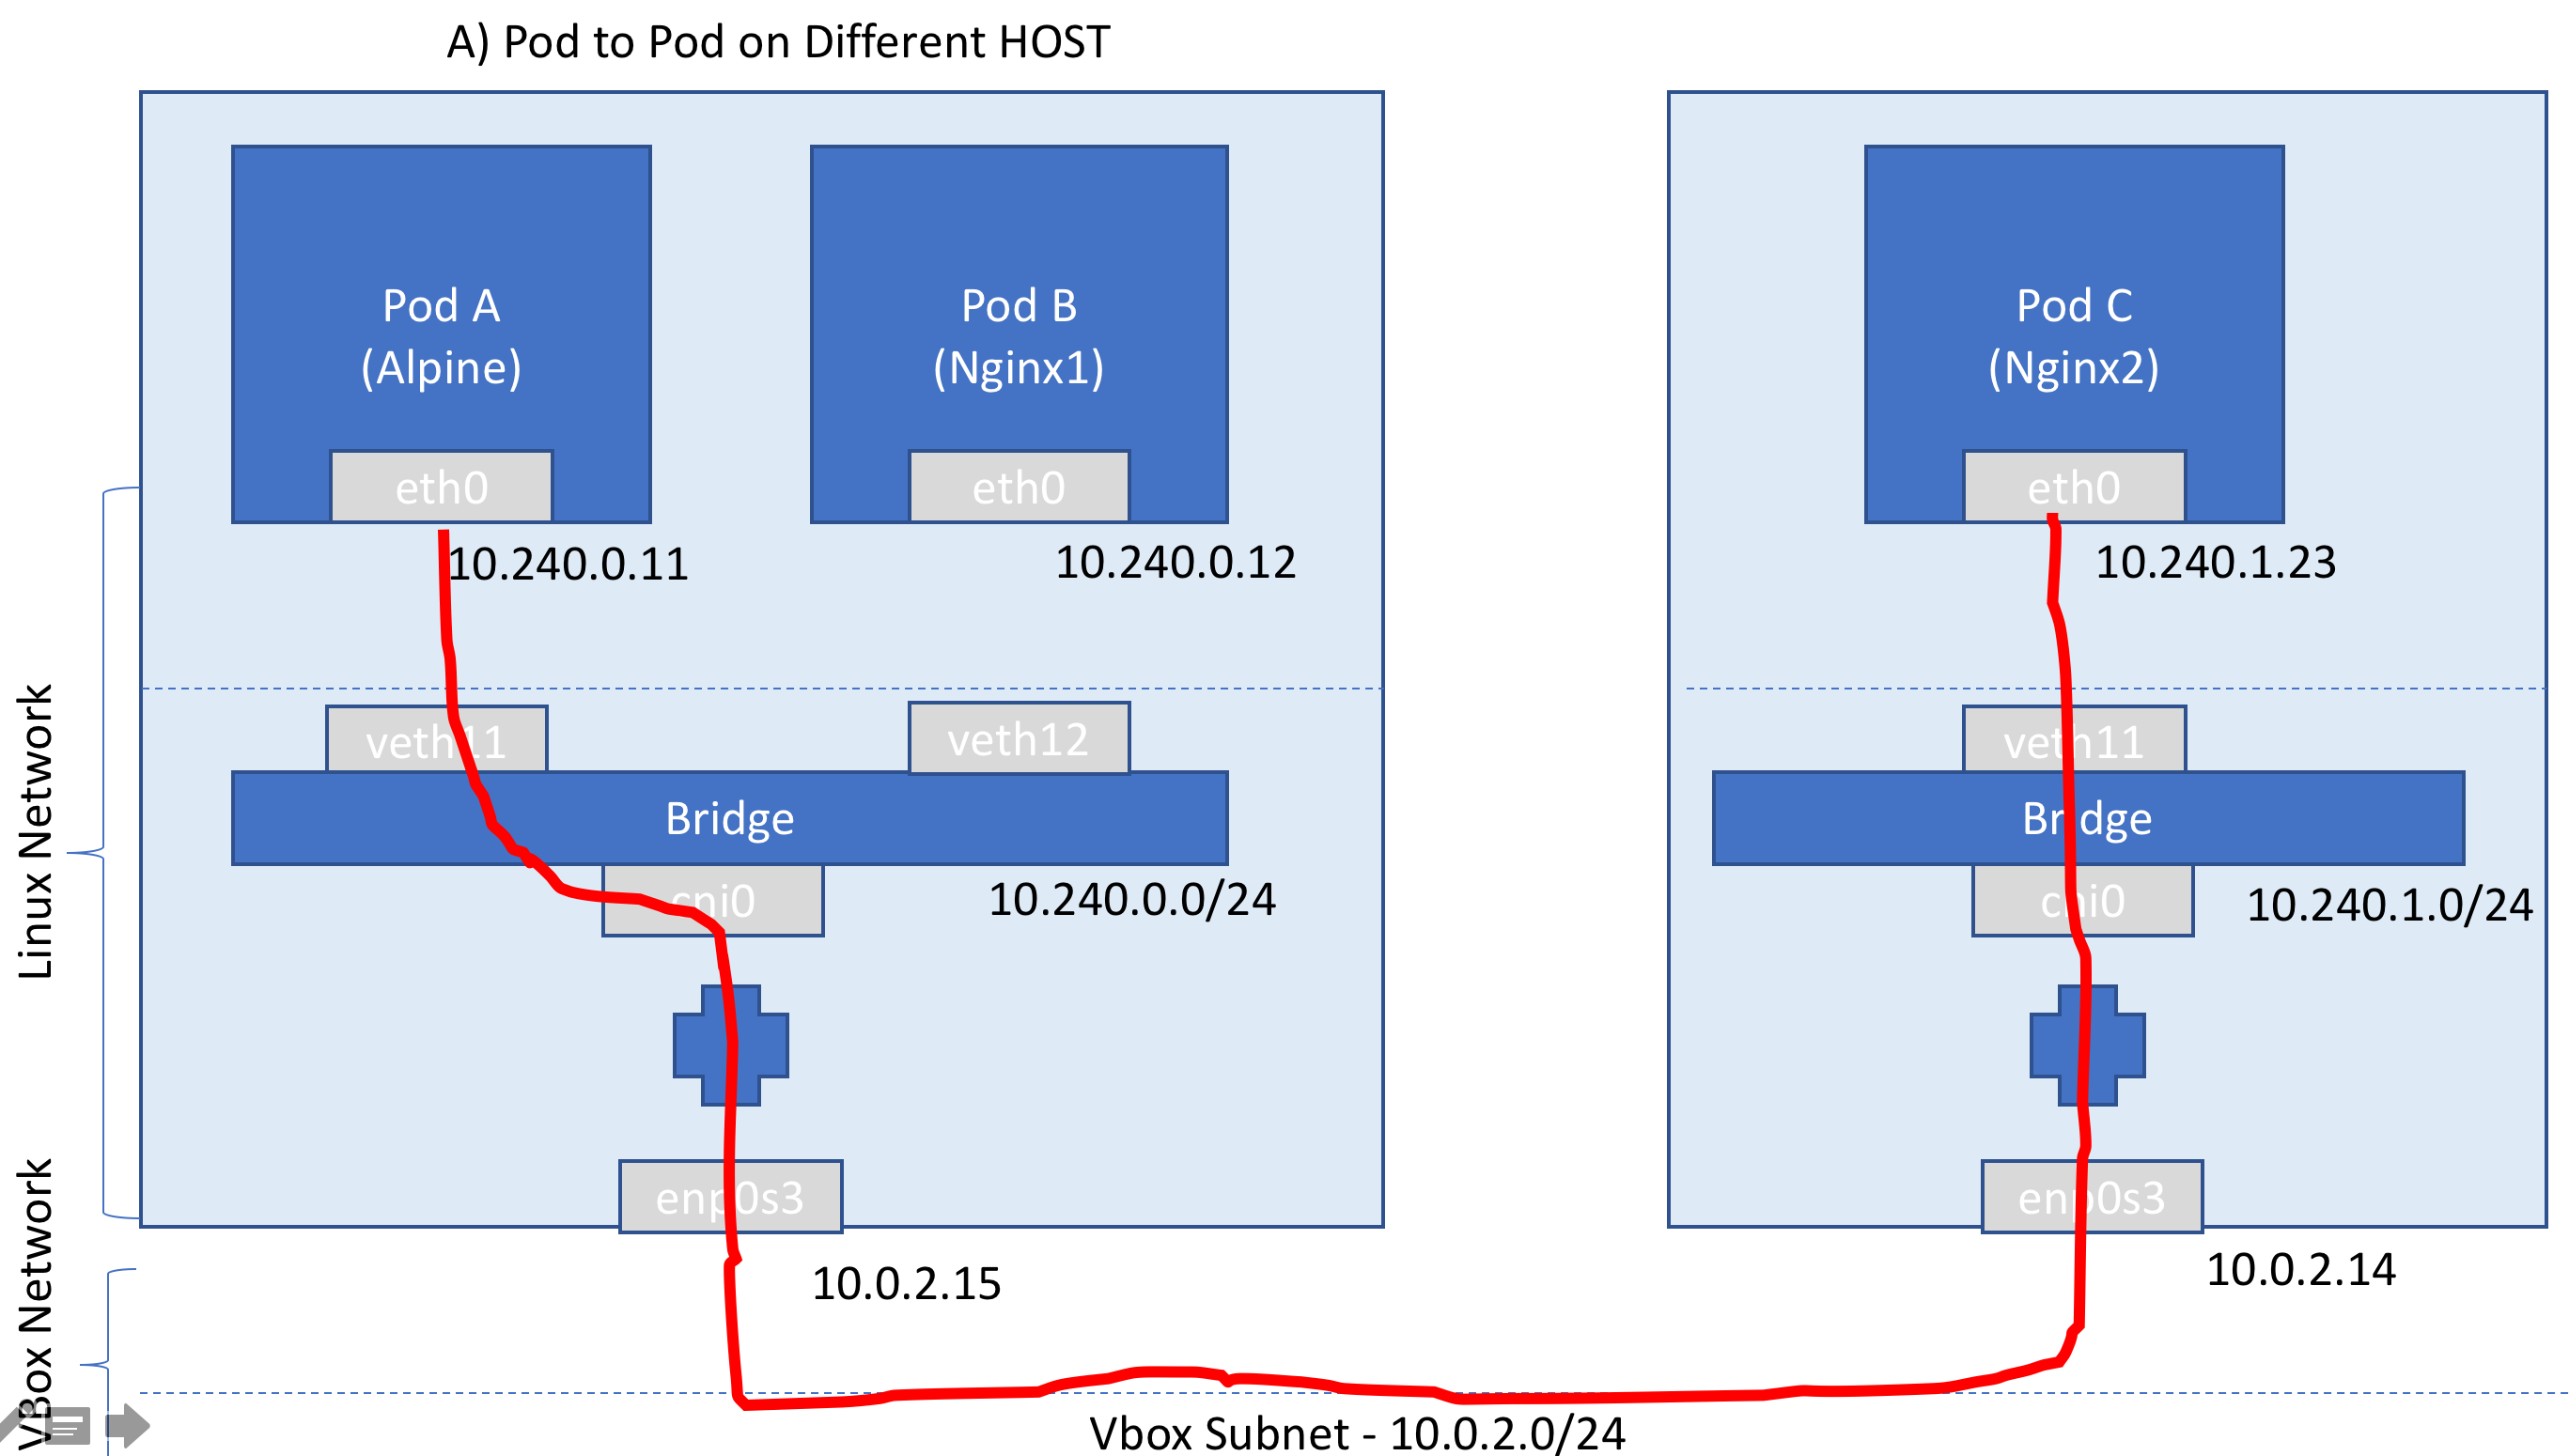 A) Pod to Pod on Different HOST
Pod A
(Alpine)
eth0
10.240.0.11
Pod B
(Nginx1)
eth0
10.240.0.12
Pod C
(Nginx2)
eth0
10.240.1.23
Linux Network
veth11
veth12
Bridge
cni0
10.240.0.0/24
veth11
Bridge
cni0
10.240.1.0/24
enp0s3
10.0.2.15
enp0s3
10.0.2.14
VBox Network
Vbox Subnet - 10.0.2.0/24